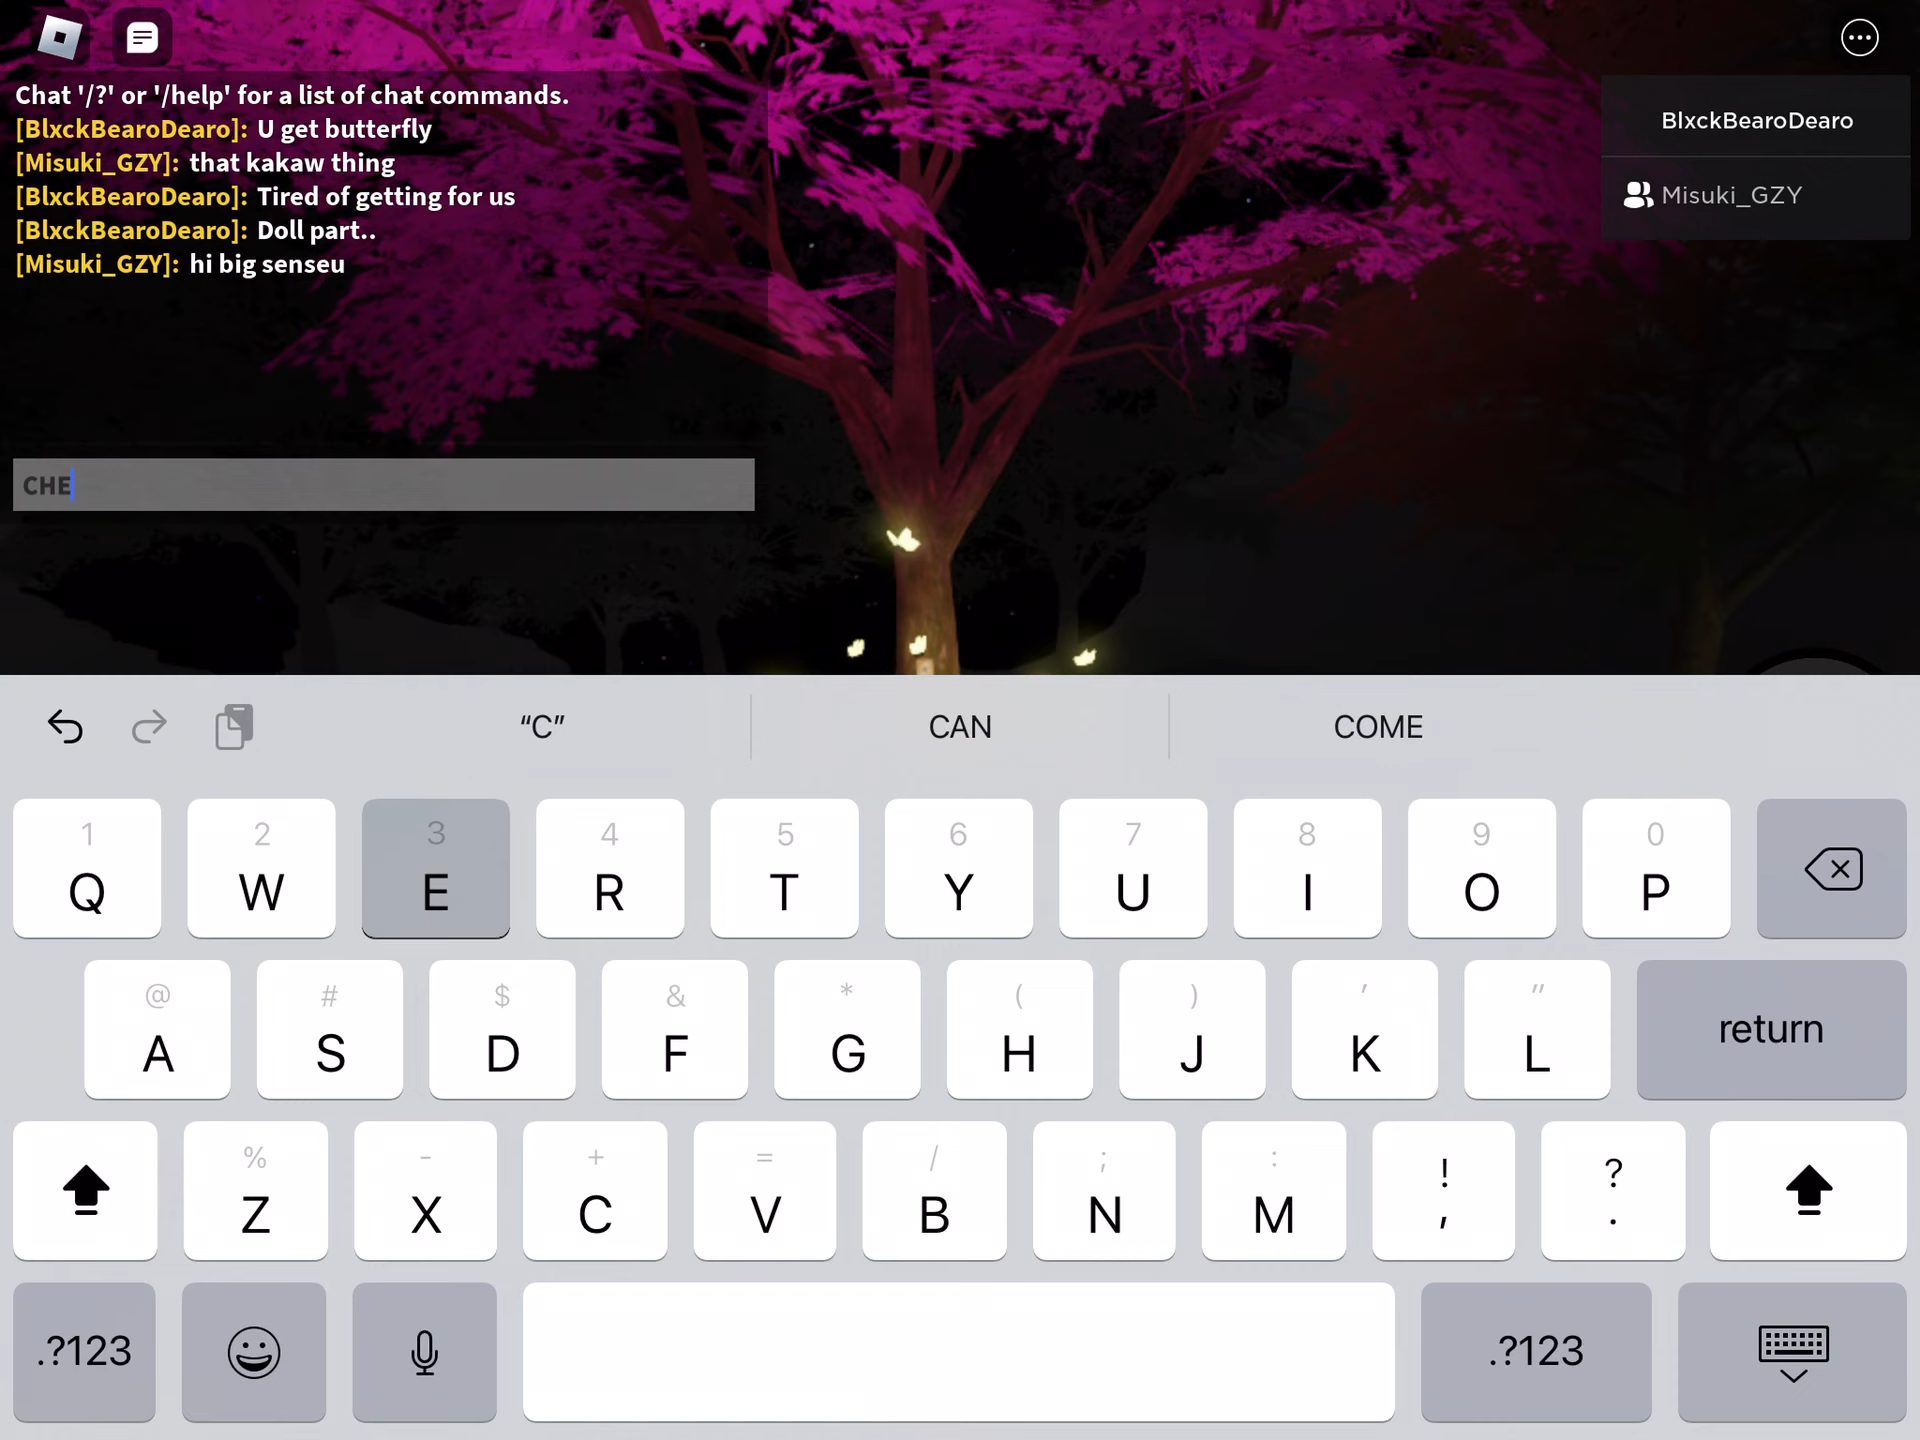 Chat '/?' or '/help' for a list of chat commands.
[BlxckBearoDearo]: U get butterfly
[Misuki_GZY]: that kakaw thing
[BlxckBearoDearo]: Tired of getting for us
[BlxckBearoDearo]: Doll part..
[Misuki_GZY]: hi big senseu
BlxckBearoDearo
Misuki_GZY
CHE
“C” CAN COME
1 2 3 4 5 6 7 8 9 0
Q W E R T Y U I O P
@ # $ & * ( ) ' "
A S D F G H J K L return
% - + = / ; : ! ?
Z X C V B N M , .
.?123 .?123